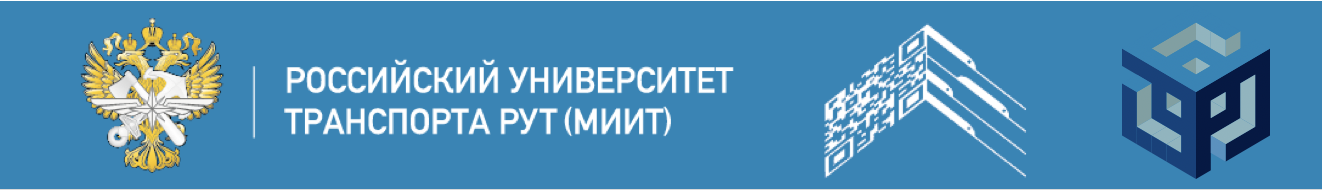 РОССИЙСКИЙ УНИВЕРСИТЕТ
ТРАНСПОРТА РУТ (МИИТ)